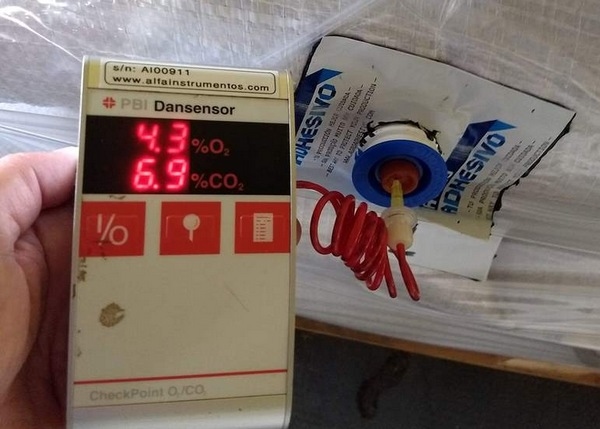 s/n: AI00911
www.alfainstrumentos.com
PBI Dansensor
4.3 %O₂
6.9 %CO₂
I/O
CheckPoint O₂/CO₂
ADHESIVO
ADHESIVO